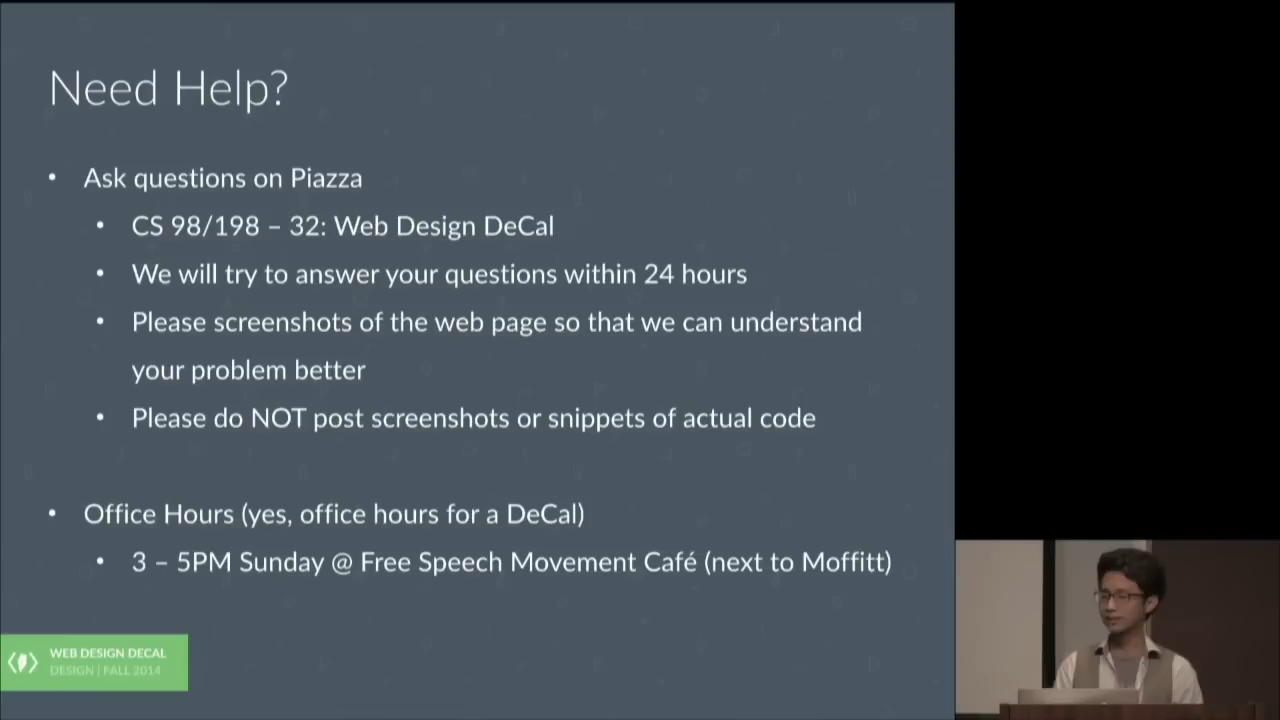 Need Help?
• Ask questions on Piazza
• CS 98/198 – 32: Web Design DeCal
• We will try to answer your questions within 24 hours
• Please screenshots of the web page so that we can understand
your problem better
• Please do NOT post screenshots or snippets of actual code
• Office Hours (yes, office hours for a DeCal)
• 3 – 5PM Sunday @ Free Speech Movement Café (next to Moffitt)
WEB DESIGN DECAL
DESIGN | FALL 2014